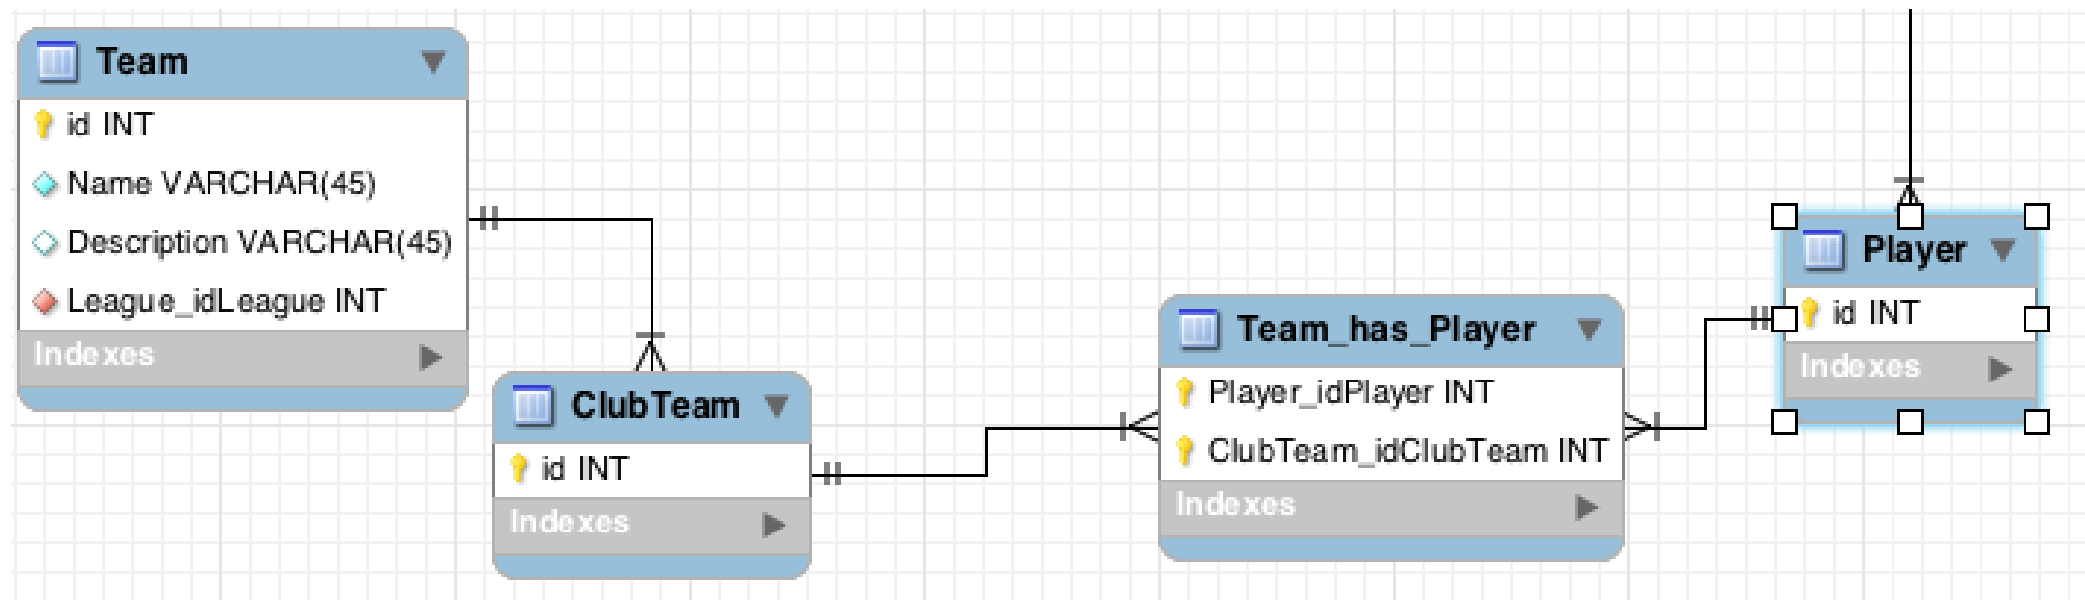 Team
id INT
Name VARCHAR(45)
Description VARCHAR(45)
League_idLeague INT
Indexes
ClubTeam
id INT
Indexes
Team_has_Player
Player_idPlayer INT
ClubTeam_idClubTeam INT
Indexes
Player
id INT
Indexes